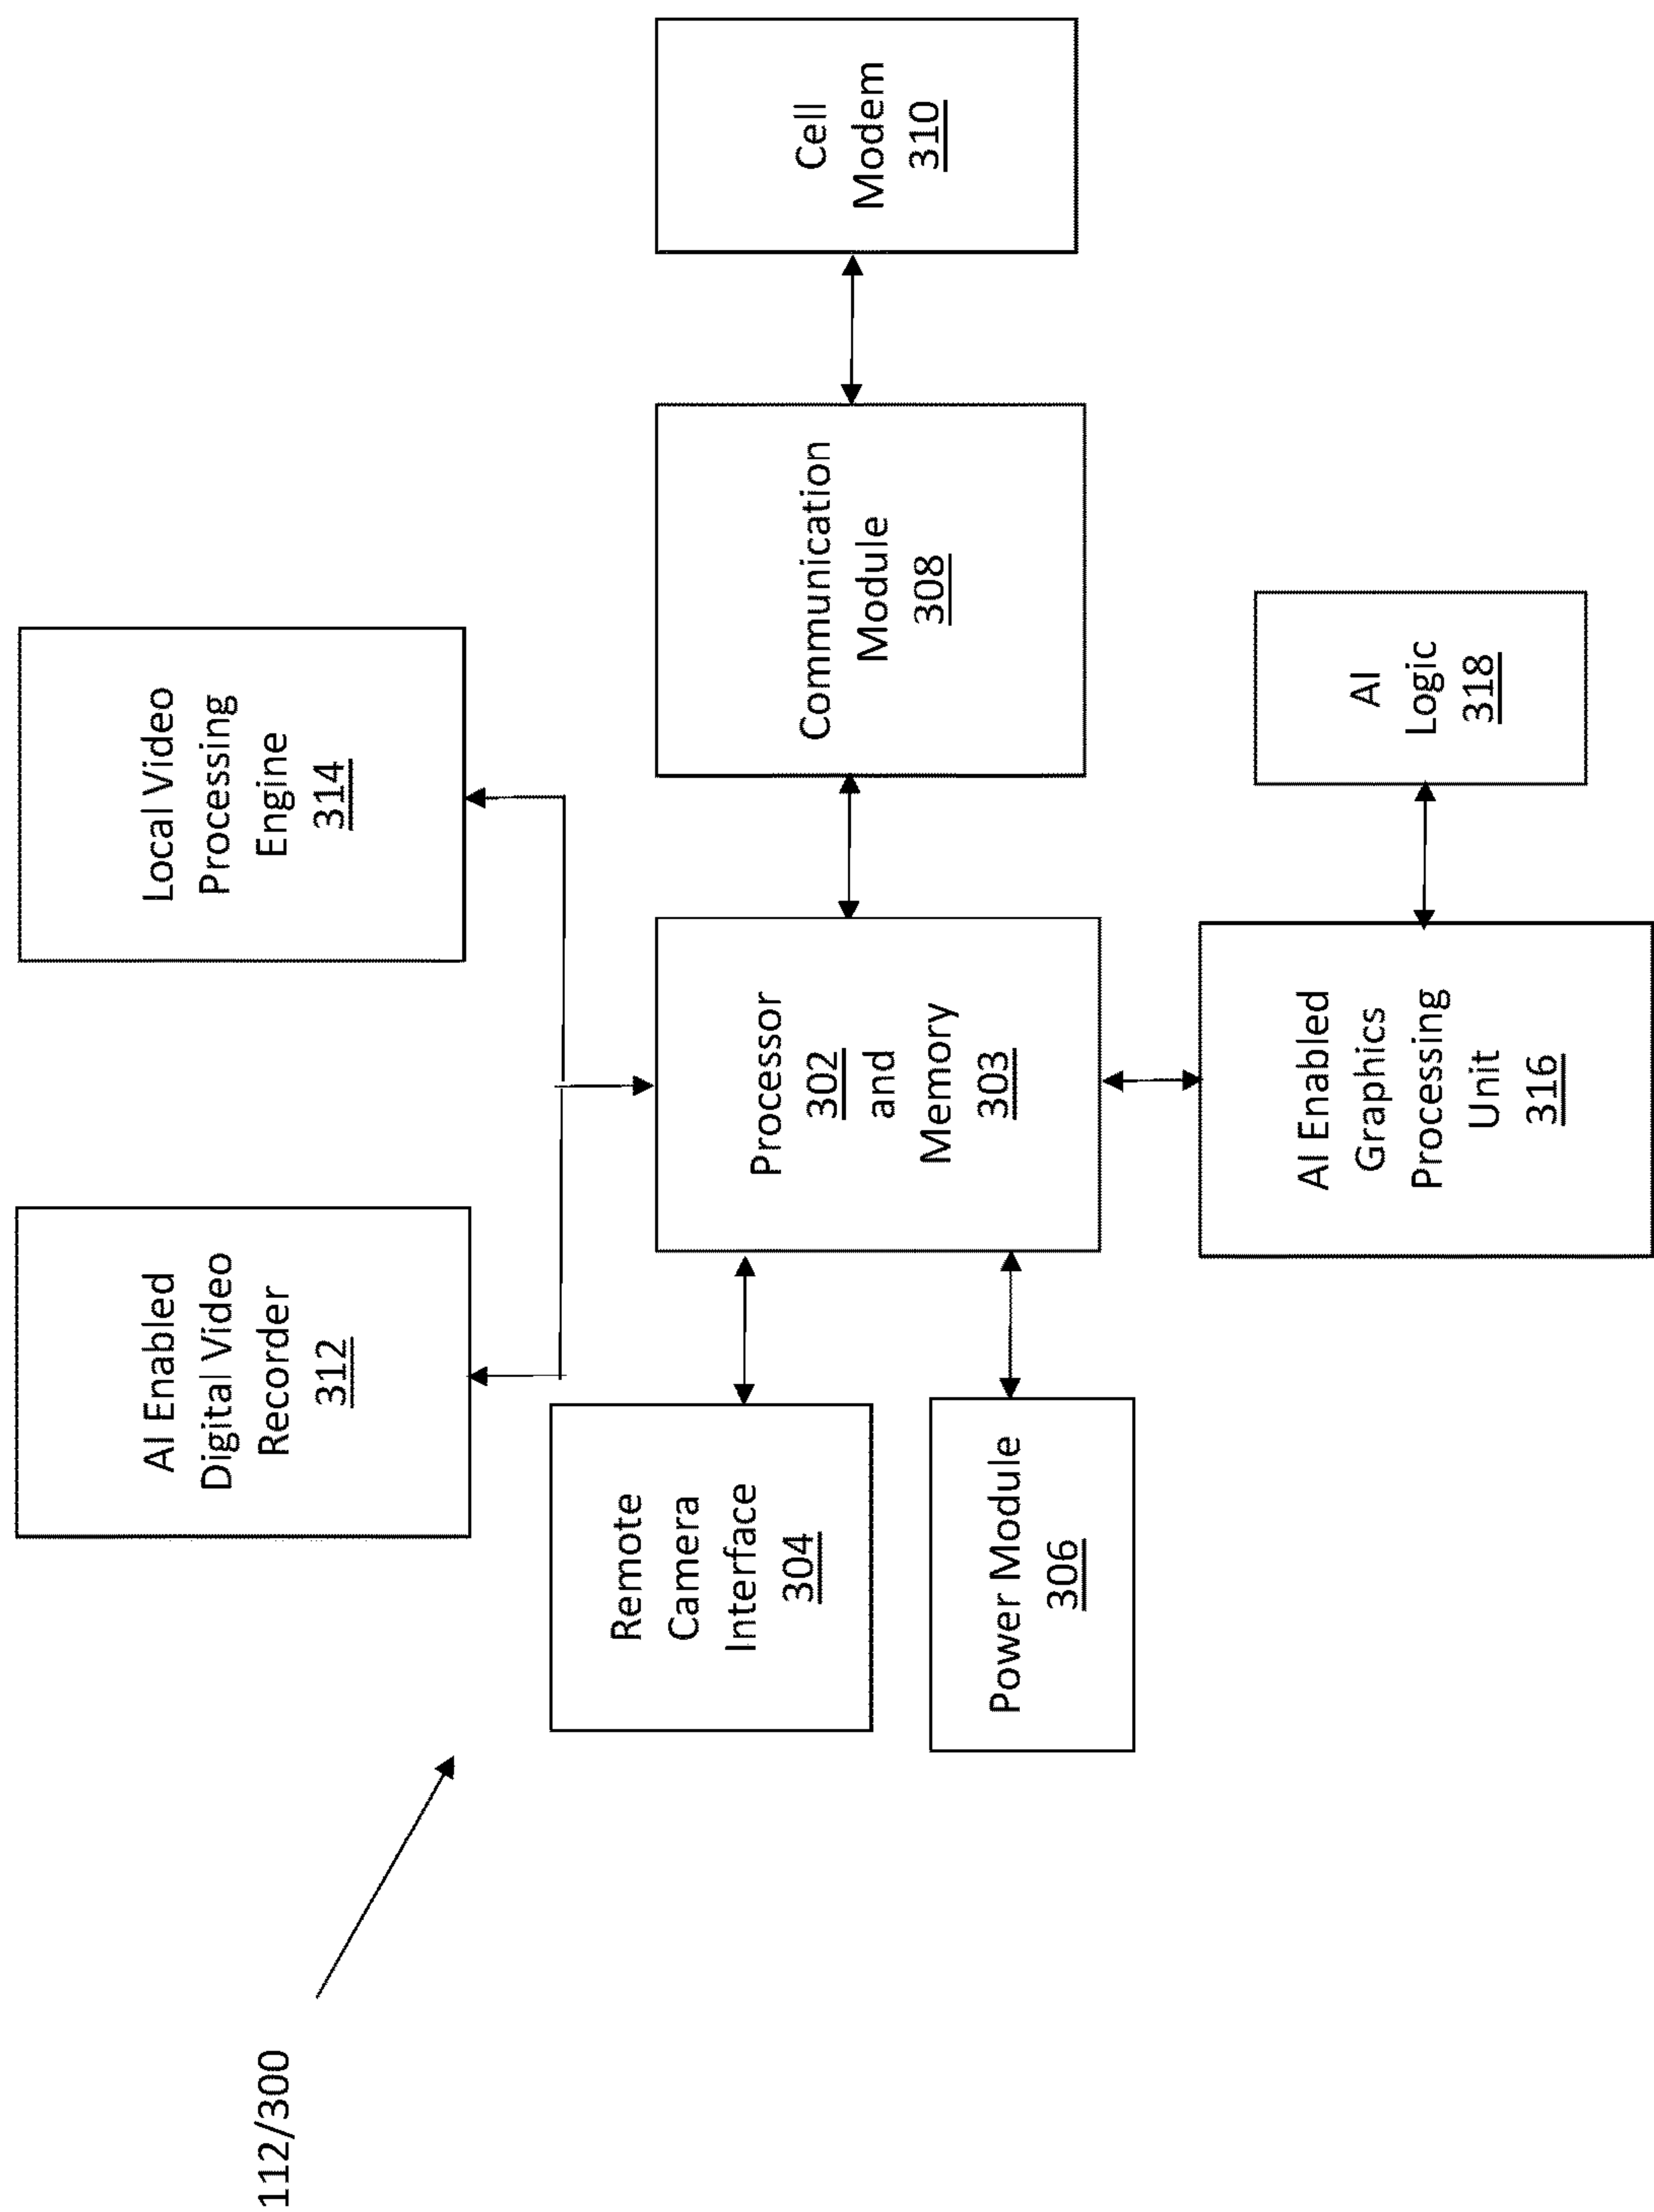 112/300
AI Enabled
Digital Video
Recorder
312
Local Video
Processing
Engine
314
Remote
Camera
Interface
304
Power Module
306
Processor
302
and
Memory
303
Communication
Module
308
Cell
Modem
310
AI Enabled
Graphics
Processing
Unit
316
AI
Logic
318